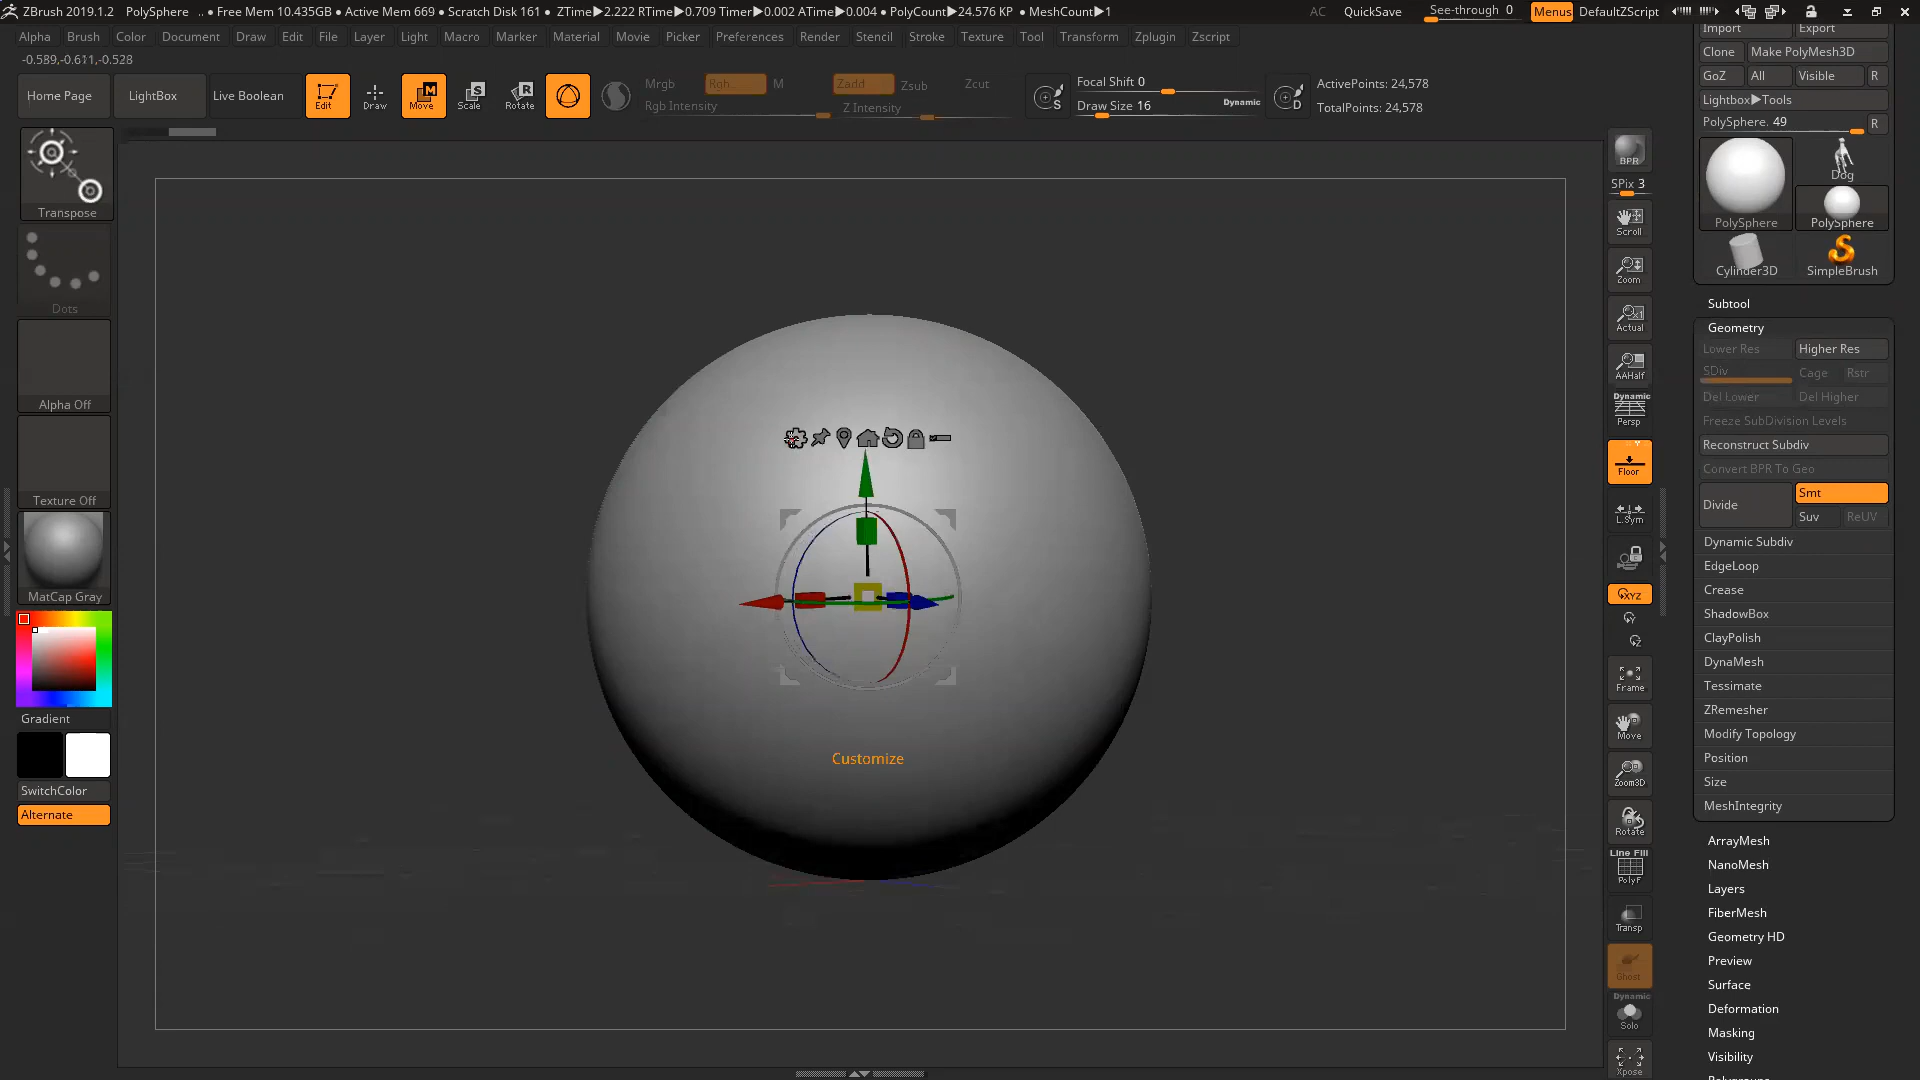 ZBrush 2019.1.2 PolySphere .. ● Free Mem 10.435GB ● Active Mem 669 ● Scratch Disk 161 ● ZTime▶2.222 RTime▶0.709 Timer▶0.002 ATime▶0.004 ● PolyCount▶24.576 KP ● MeshCount▶1 AC QuickSave See-through 0 Menus DefaultZScript
Alpha Brush Color Document Draw Edit File Layer Light Macro Marker Material Movie Picker Preferences Render Stencil Stroke Texture Tool Transform Zplugin Zscript
-0.589,-0.611,-0.528
Home Page LightBox Live Boolean Edit Draw Move Scale Rotate
Mrgb Rgb M Zadd Zsub Zcut
Rgb Intensity Z Intensity
S Focal Shift 0
Draw Size 16 Dynamic D
ActivePoints: 24,578
TotalPoints: 24,578
Transpose
Dots
Alpha Off
Texture Off
MatCap Gray
Gradient
SwitchColor
Alternate
Customize
BPR
SPix 3
Scroll
Zoom
Actual
AAHalf
Dynamic
Persp
Floor
L.Sym
XYZ
Y
Z
Frame
Move
Zoom3D
Rotate
Line Fill
PolyF
Transp
Ghost
Dynamic
Solo
Xpose
Import Export
Clone Make PolyMesh3D
GoZ All Visible R
Lightbox▶Tools
PolySphere. 49 R
PolySphere Dog
PolySphere
Cylinder3D SimpleBrush
Subtool
Geometry
Lower Res Higher Res
SDiv Cage Rstr
Del Lower Del Higher
Freeze SubDivision Levels
Reconstruct Subdiv
Convert BPR To Geo
Divide Smt
Suv ReUV
Dynamic Subdiv
EdgeLoop
Crease
ShadowBox
ClayPolish
DynaMesh
Tessimate
ZRemesher
Modify Topology
Position
Size
MeshIntegrity
ArrayMesh
NanoMesh
Layers
FiberMesh
Geometry HD
Preview
Surface
Deformation
Masking
Visibility